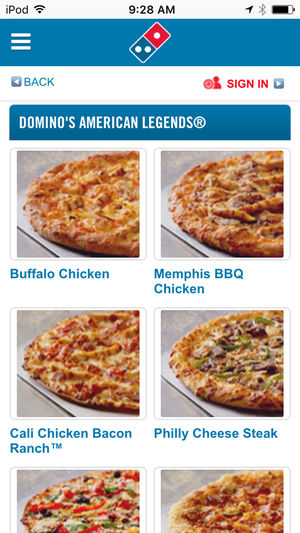 iPod 9:28 AM
BACK SIGN IN
DOMINO'S AMERICAN LEGENDS®
Buffalo Chicken
Memphis BBQ
Chicken
Cali Chicken Bacon
Ranch™
Philly Cheese Steak